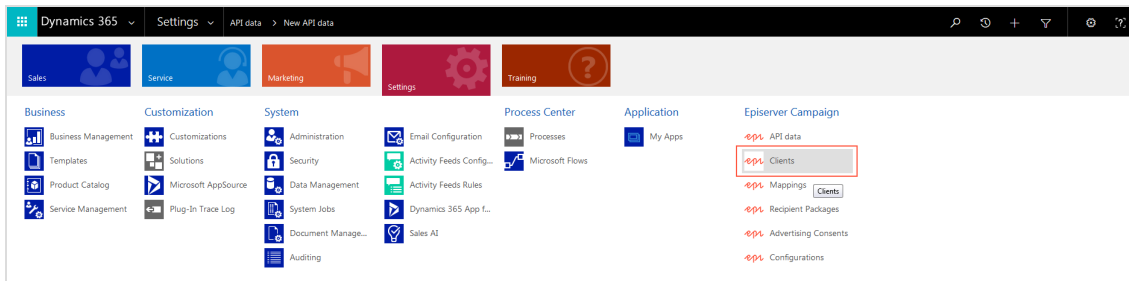 Dynamics 365 Settings API data > New API data
Sales Service Marketing Settings Training
Business Customization System Process Center Application Episerver Campaign
Business Management Customizations Administration Email Configuration Processes My Apps API data
Templates Solutions Security Activity Feeds Config... Microsoft Flows Clients
Product Catalog Microsoft AppSource Data Management Activity Feeds Rules Mappings
Clients
Service Management Plug-In Trace Log System Jobs Dynamics 365 App f... Recipient Packages
Document Manage... Sales AI Advertising Consents
Auditing Configurations